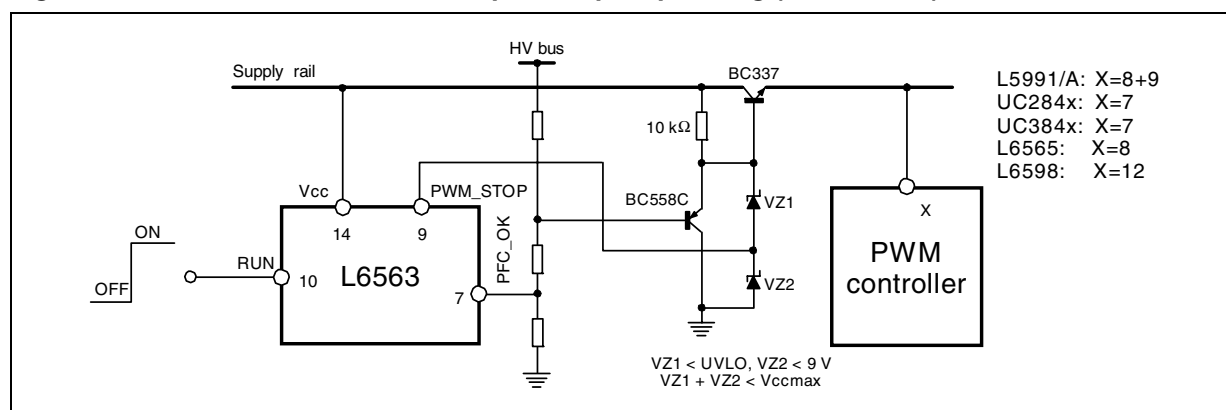 HV bus
Supply rail
BC337
L5991/A: X=8+9
UC284x: X=7
UC384x: X=7
L6565: X=8
L6598: X=12
10 kΩ
Vcc
PWM_STOP
BC558C
VZ1
X
14
9
PFC_OK
ON
OFF
RUN
10
L6563
7
VZ2
PWM
controller
VZ1 < UVLO, VZ2 < 9 V
VZ1 + VZ2 < Vccmax